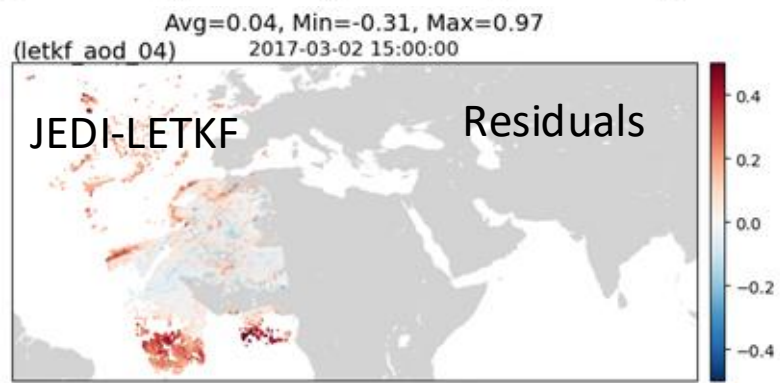 Avg=0.04, Min=-0.31, Max=0.97
(letkf_aod_04) 2017-03-02 15:00:00
JEDI-LETKF
Residuals
0.4
0.2
0.0
−0.2
−0.4